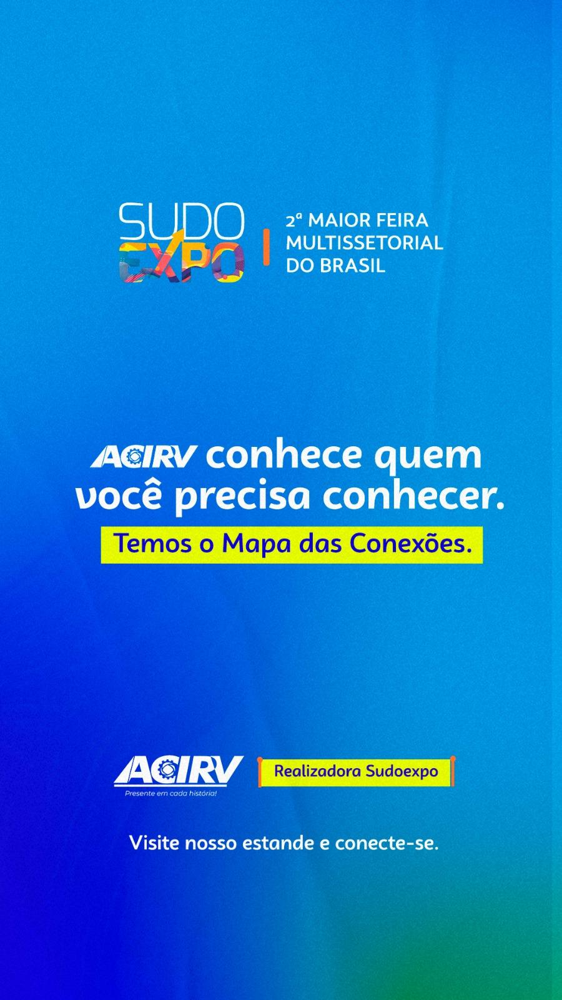 SUDO
EXPO
2ª MAIOR FEIRA
MULTISSETORIAL
DO BRASIL
ACIRV conhece quem
você precisa conhecer.
Temos o Mapa das Conexões.
ACIRV
Presente em cada história!
Realizadora Sudoexpo
Visite nosso estande e conecte-se.